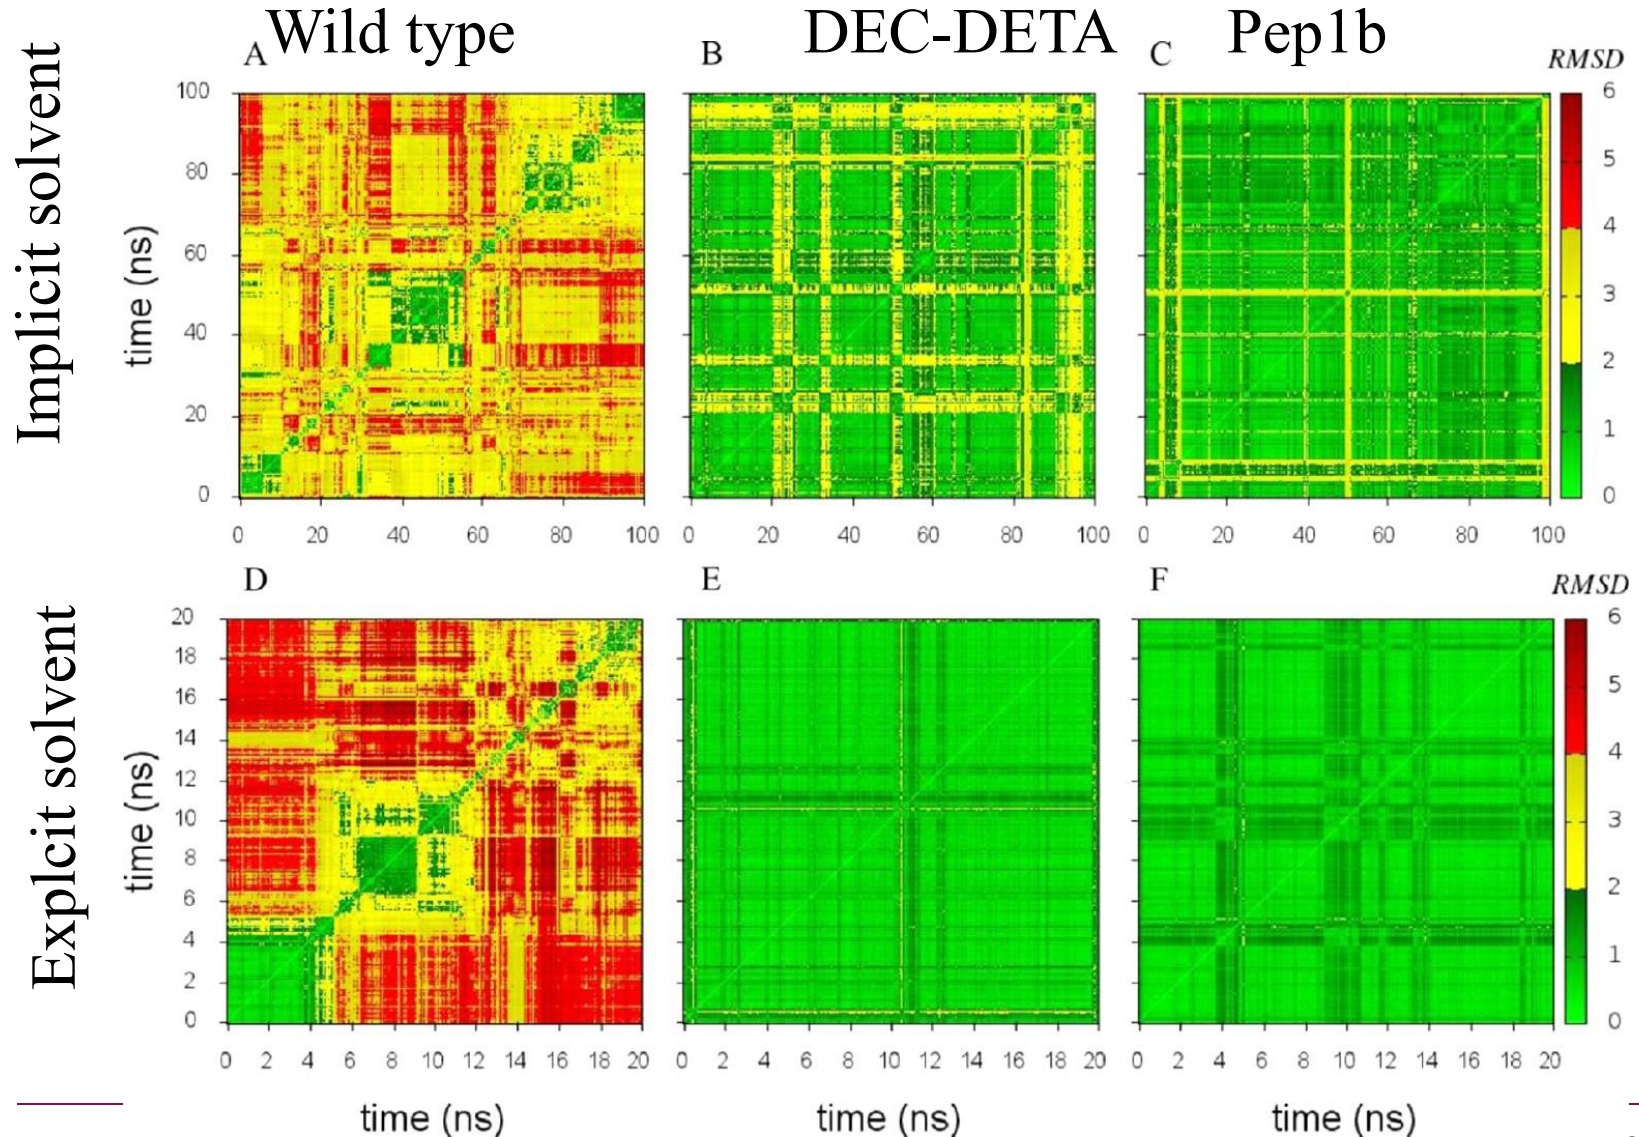 Wild type DEC-DETA Pep1b
A B C RMSD
Implicit solvent
time (ns)
100
80
60
40
20
0
0 20 40 60 80 100
0 20 40 60 80 100
0 20 40 60 80 100
6
5
4
3
2
1
0
D E F RMSD
Explcit solvent
time (ns)
20
18
16
14
12
10
8
6
4
2
0
0 2 4 6 8 10 12 14 16 18 20
0 2 4 6 8 10 12 14 16 18 20
0 2 4 6 8 10 12 14 16 18 20
6
5
4
3
2
1
0
time (ns) time (ns) time (ns)